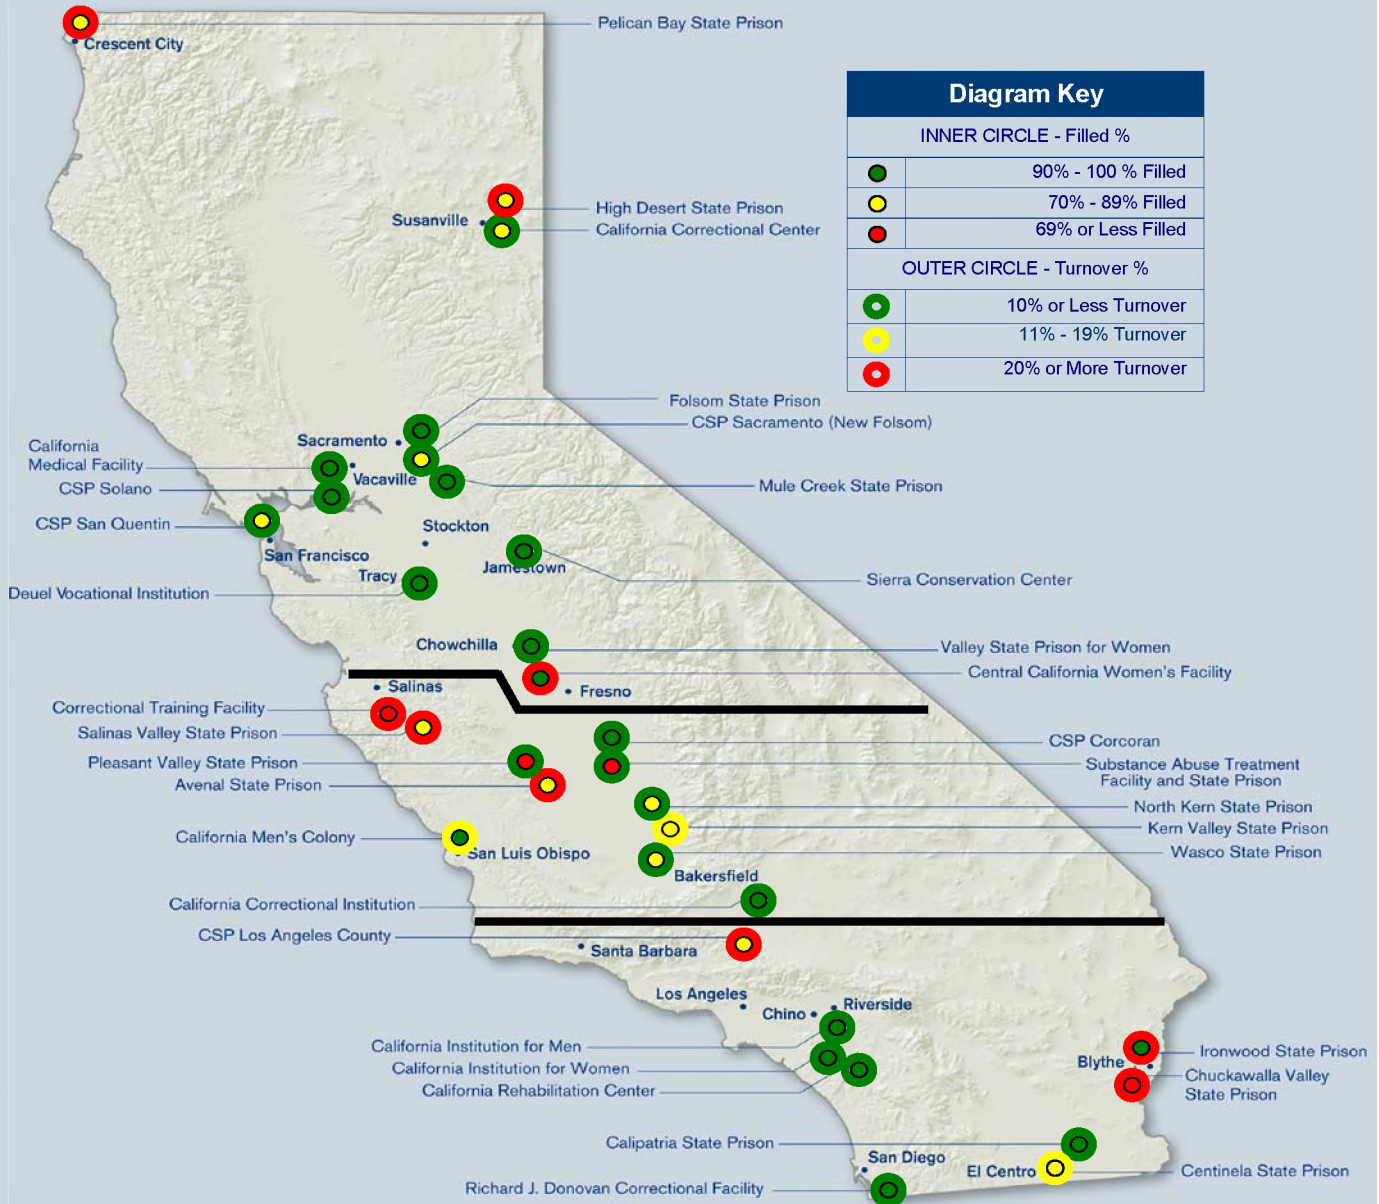 Pelican Bay State Prison
Crescent City
Diagram Key
INNER CIRCLE - Filled %
90% - 100 % Filled
70% - 89% Filled
69% or Less Filled
OUTER CIRCLE - Turnover %
10% or Less Turnover
11% - 19% Turnover
20% or More Turnover
High Desert State Prison
Susanville
California Correctional Center
Folsom State Prison
CSP Sacramento (New Folsom)
Sacramento
California
Medical Facility
Vacaville
CSP Solano
Mule Creek State Prison
CSP San Quentin
Stockton
San Francisco
Jamestown
Tracy
Sierra Conservation Center
Deuel Vocational Institution
Chowchilla
Valley State Prison for Women
Central California Women's Facility
Salinas
Fresno
Correctional Training Facility
Salinas Valley State Prison
CSP Corcoran
Pleasant Valley State Prison
Substance Abuse Treatment
Facility and State Prison
Avenal State Prison
North Kern State Prison
Kern Valley State Prison
California Men's Colony
San Luis Obispo
Wasco State Prison
Bakersfield
California Correctional Institution
CSP Los Angeles County
Santa Barbara
Los Angeles
Chino
Riverside
California Institution for Men
California Institution for Women
California Rehabilitation Center
Blythe
Ironwood State Prison
Chuckawalla Valley
State Prison
Calipatria State Prison
San Diego
El Centro
Centinela State Prison
Richard J. Donovan Correctional Facility